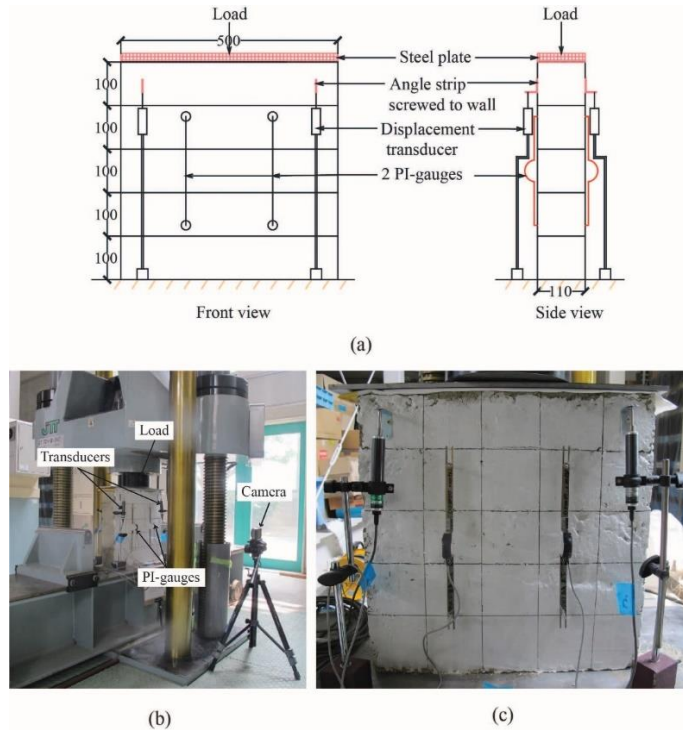 Load
Load
500
Steel plate
100
Angle strip
screwed to wall
100
Displacement
transducer
100
2 PI-gauges
100
100
110
Front view
Side view
(a)
Load
Transducers
Camera
PI-gauges
(b)
(c)